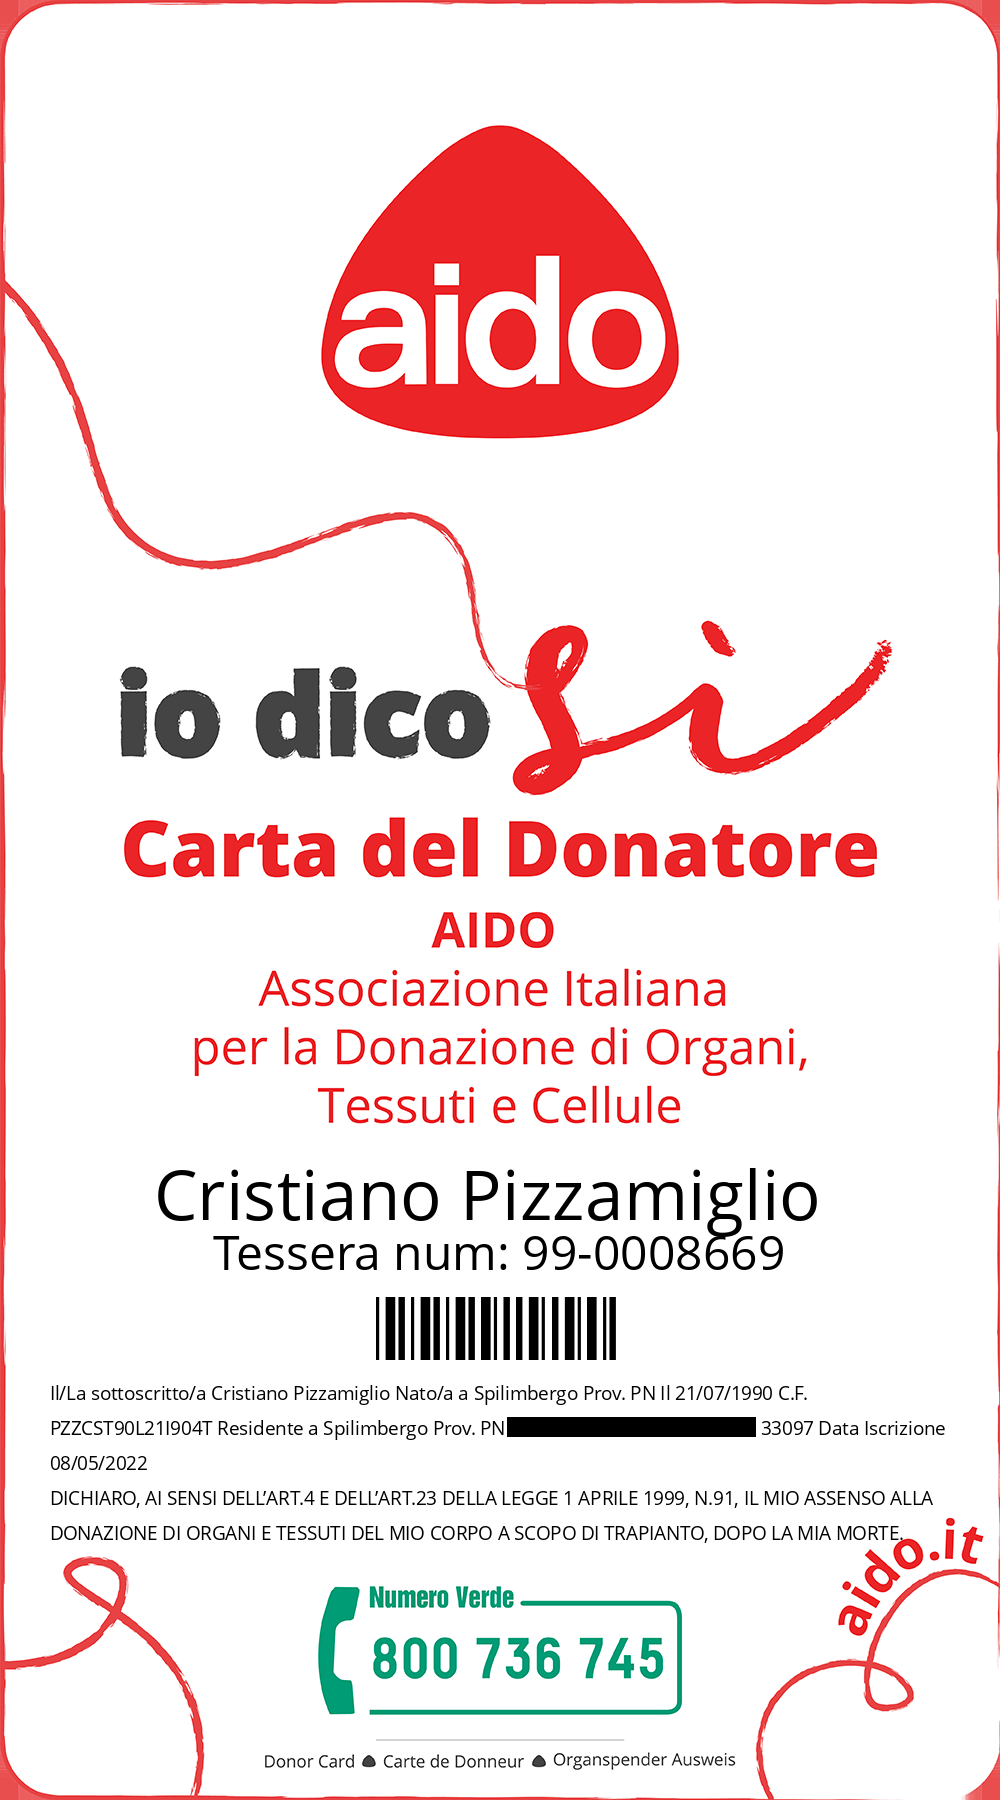 aido
io dico sì
Carta del Donatore
AIDO
Associazione Italiana
per la Donazione di Organi,
Tessuti e Cellule
Cristiano Pizzamiglio
Tessera num: 99-0008669
Il/La sottoscritto/a Cristiano Pizzamiglio Nato/a a Spilimbergo Prov. PN Il 21/07/1990 C.F.
PZZCST90L21I904T Residente a Spilimbergo Prov. PN 33097 Data Iscrizione
08/05/2022
DICHIARO, AI SENSI DELL’ART.4 E DELL’ART.23 DELLA LEGGE 1 APRILE 1999, N.91, IL MIO ASSENSO ALLA
DONAZIONE DI ORGANI E TESSUTI DEL MIO CORPO A SCOPO DI TRAPIANTO, DOPO LA MIA MORTE.
aido.it
Numero Verde
800 736 745
Donor Card Carte de Donneur Organspender Ausweis